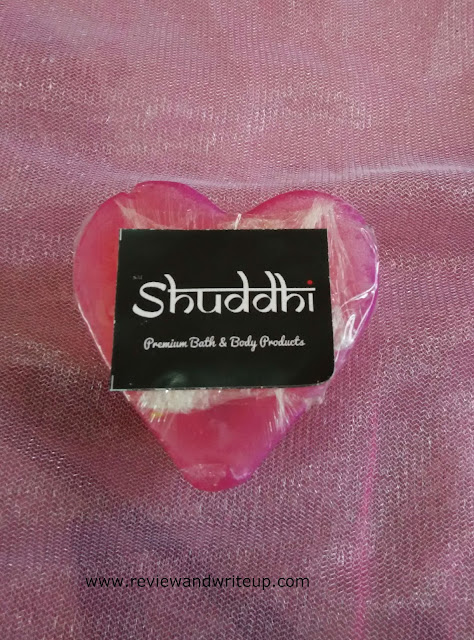 Shuddhi
Premium Bath & Body Products
www.reviewandwriteup.com